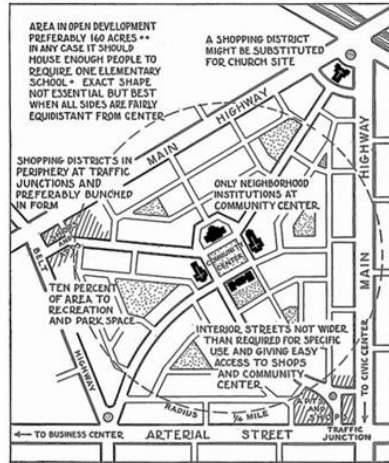 AREA IN OPEN DEVELOPMENT
PREFERABLY 160 ACRES **
IN ANY CASE IT SHOULD
HOUSE ENOUGH PEOPLE TO
REQUIRE ONE ELEMENTARY
SCHOOL • EXACT SHAPE
NOT ESSENTIAL BUT BEST
WHEN ALL SIDES ARE FAIRLY
EQUIDISTANT FROM CENTER
A SHOPPING DISTRICT
MIGHT BE SUBSTITUTED
FOR CHURCH SITE
MAIN HIGHWAY
HIGHWAY
MAIN
SHOPPING DISTRICTS IN
PERIPHERY AT TRAFFIC
JUNCTIONS AND
PREFERABLY BUNCHED
IN FORM
ONLY NEIGHBORHOOD
INSTITUTIONS AT
COMMUNITY CENTER
SHOPS
COMMUNITY
CENTER
BELT
HIGHWAY
TEN PERCENT
OF AREA TO
RECREATION
AND PARK SPACE
INTERIOR STREETS NOT WIDER
THAN REQUIRED FOR SPECIFIC
USE AND GIVING EASY
ACCESS TO SHOPS
AND COMMUNITY
CENTER
RADIUS ¼ MILE
APTS
AND
SHOPS
TRAFFIC
JUNCTION
TO CIVIC CENTER
TO BUSINESS CENTER
ARTERIAL STREET